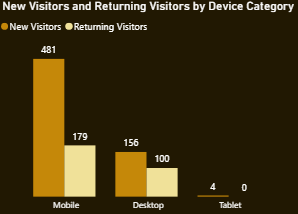 New Visitors and Returning Visitors by Device Category
New Visitors Returning Visitors
481
179
156
100
4
0
Mobile Desktop Tablet